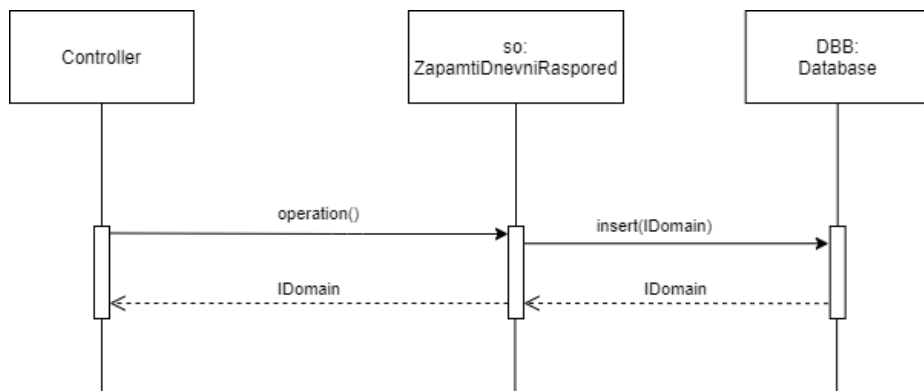 Controller
so:
ZapamtiDnevniRaspored
DBB:
Database
operation()
insert(IDomain)
IDomain
IDomain